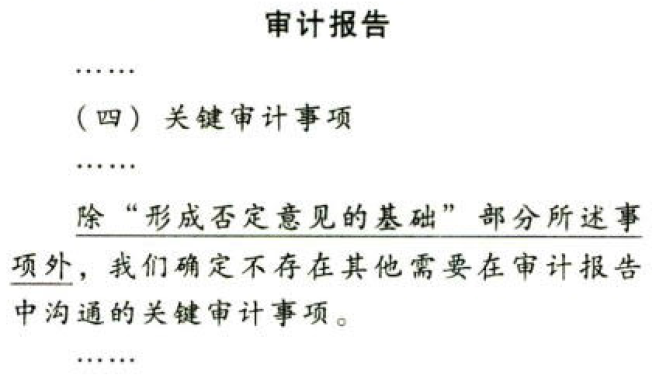 审计报告
……
（四）关键审计事项
……
除“形成否定意见的基础”部分所述事
项外，我们确定不存在其他需要在审计报告
中沟通的关键审计事项。
……